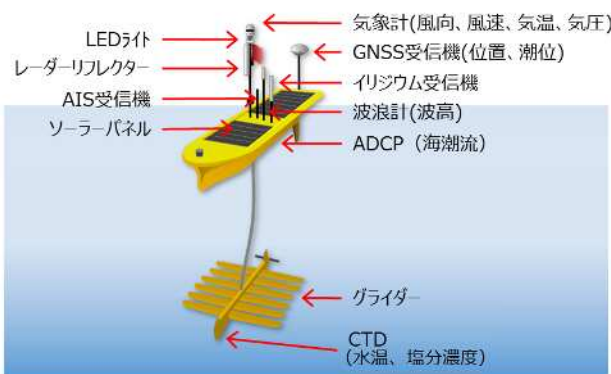 LEDﾗｲﾄ
レーダーリフレクター
AIS受信機
ソーラーパネル
気象計(風向、風速、気温、気圧)
GNSS受信機(位置、潮位)
イリジウム受信機
波浪計(波高)
ADCP（海潮流）
グライダー
CTD
(水温、塩分濃度)